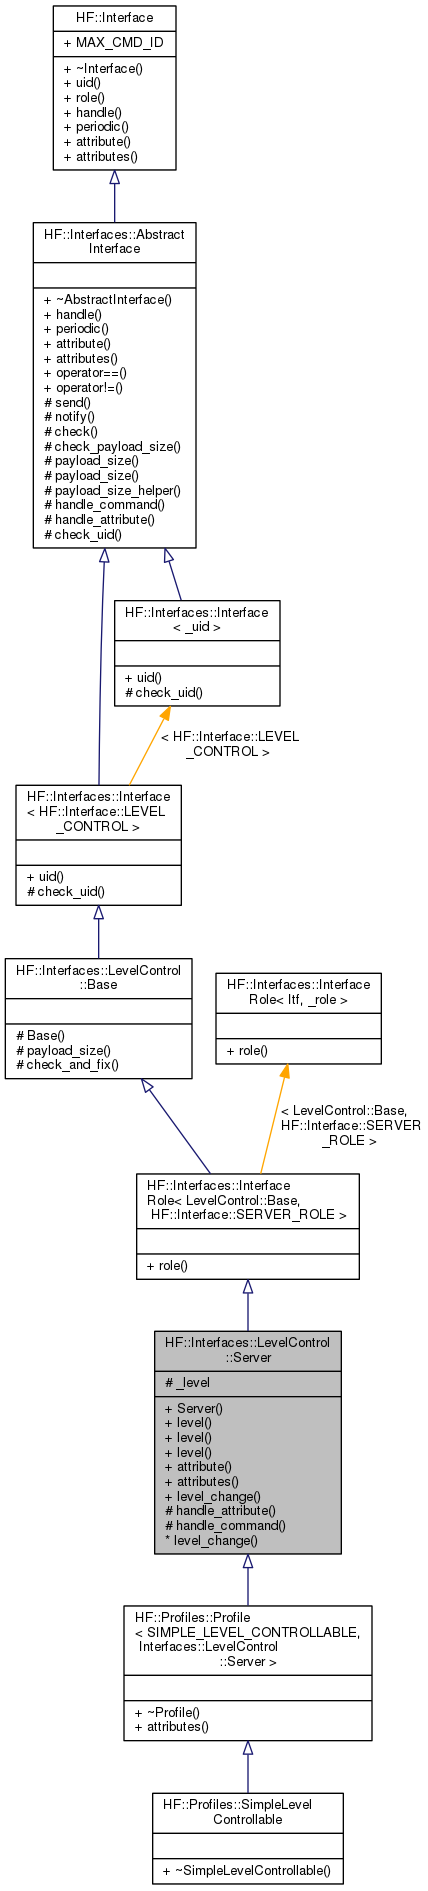 HF::Interface
+ MAX_CMD_ID
+ ~Interface()
+ uid()
+ role()
+ handle()
+ periodic()
+ attribute()
+ attributes()
HF::Interfaces::Abstract
Interface
+ ~AbstractInterface()
+ handle()
+ periodic()
+ attribute()
+ attributes()
+ operator==()
+ operator!=()
# send()
# notify()
# check()
# check_payload_size()
# payload_size()
# payload_size()
# payload_size_helper()
# handle_command()
# handle_attribute()
# check_uid()
HF::Interfaces::Interface
< _uid >
+ uid()
# check_uid()
< HF::Interface::LEVEL
_CONTROL >
HF::Interfaces::Interface
< HF::Interface::LEVEL
_CONTROL >
+ uid()
# check_uid()
HF::Interfaces::LevelControl
::Base
# Base()
# payload_size()
# check_and_fix()
HF::Interfaces::Interface
Role< Itf, _role >
+ role()
< LevelControl::Base,
HF::Interface::SERVER
_ROLE >
HF::Interfaces::Interface
Role< LevelControl::Base,
HF::Interface::SERVER_ROLE >
+ role()
HF::Interfaces::LevelControl
::Server
# _level
+ Server()
+ level()
+ level()
+ level()
+ attribute()
+ attributes()
+ level_change()
# handle_attribute()
# handle_command()
* level_change()
HF::Profiles::Profile
< SIMPLE_LEVEL_CONTROLLABLE,
Interfaces::LevelControl
::Server >
+ ~Profile()
+ attributes()
HF::Profiles::SimpleLevel
Controllable
+ ~SimpleLevelControllable()